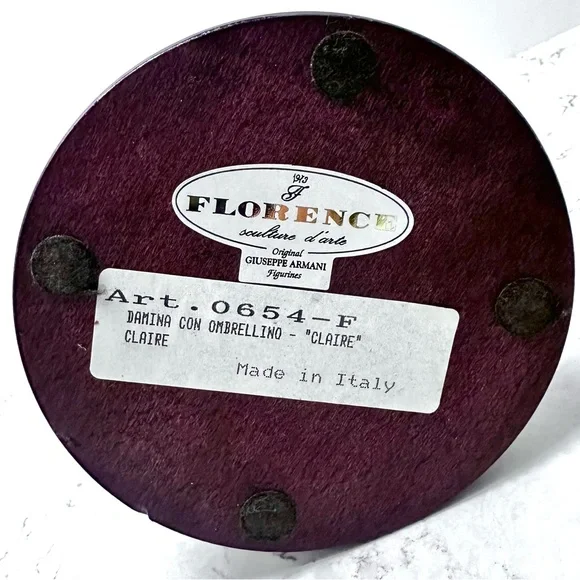 1973
F
FLORENCE
sculture d'arte
Original
GIUSEPPE ARMANI
Figurines
Art. 0654-F
DAMINA CON OMBRELLINO - "CLAIRE"
CLAIRE
Made in Italy